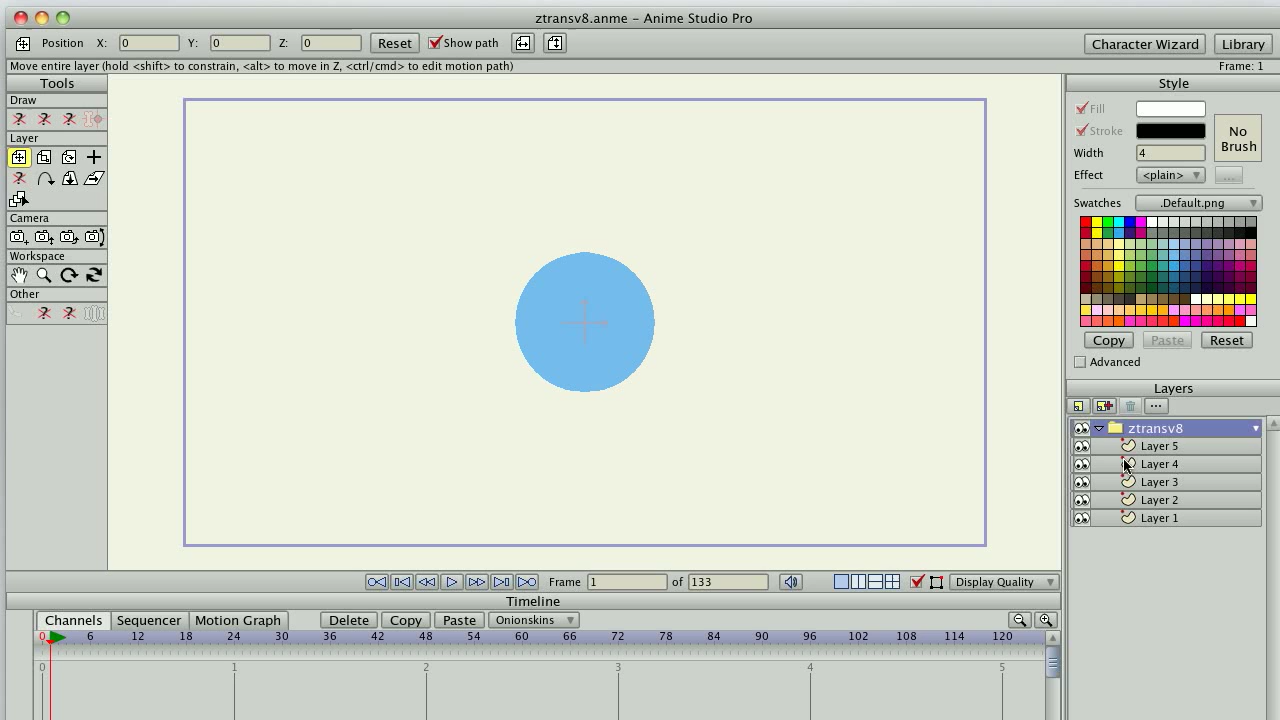 ztransv8.anme - Anime Studio Pro
Position X: 0 Y: 0 Z: 0 Reset Show path Character Wizard Library
Move entire layer (hold <shift> to constrain, <alt> to move in Z, <ctrl/cmd> to edit motion path) Frame: 1
Tools
Draw
Layer
Camera
Workspace
Other
Style
Fill
Stroke
No Brush
Width 4
Effect <plain> ...
Swatches .Default.png
Copy Paste Reset
Advanced
Layers
...
ztransv8
Layer 5
Layer 4
Layer 3
Layer 2
Layer 1
Frame 1 of 133 Display Quality
Timeline
Channels Sequencer Motion Graph Delete Copy Paste Onionskins
0 6 12 18 24 30 36 42 48 54 60 66 72 78 84 90 96 102 108 114 120
0 1 2 3 4 5